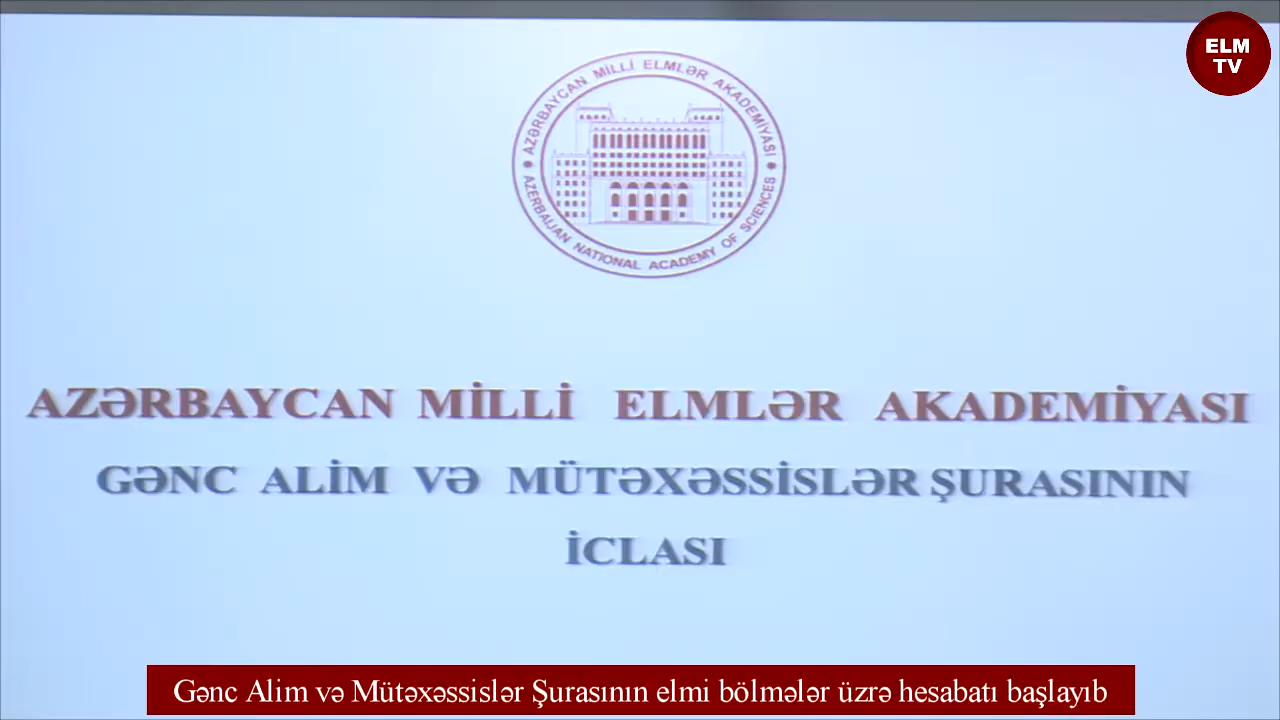 ELM
TV
AZƏRBAYCAN MİLLİ ELMLƏR AKADEMİYASI
AZERBAIJAN NATIONAL ACADEMY OF SCIENCES
AZƏRBAYCAN MİLLİ ELMLƏR AKADEMİYASI
GƏNC ALİM VƏ MÜTƏXƏSSİSLƏR ŞURASININ
İCLASI
Gənc Alim və Mütəxəssislər Şurasının elmi bölmələr üzrə hesabatı başlayıb